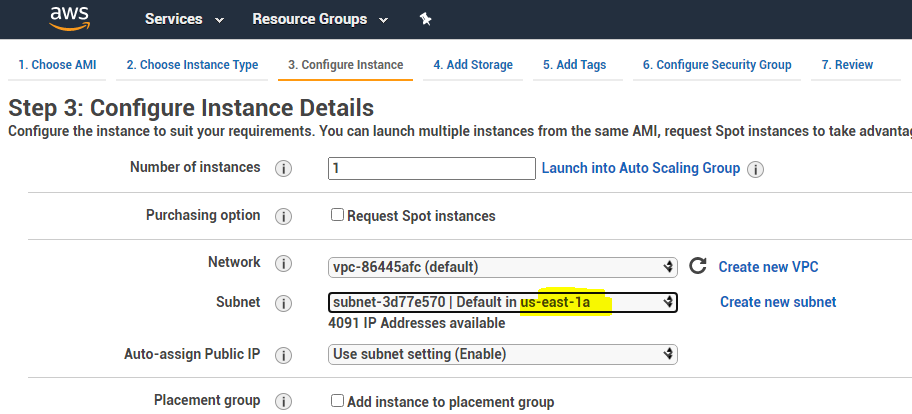 aws Services Resource Groups
1. Choose AMI 2. Choose Instance Type 3. Configure Instance 4. Add Storage 5. Add Tags 6. Configure Security Group 7. Review
Step 3: Configure Instance Details
Configure the instance to suit your requirements. You can launch multiple instances from the same AMI, request Spot instances to take advanta
Number of instances i 1 Launch into Auto Scaling Group i
Purchasing option i Request Spot instances
Network i vpc-86445afc (default) Create new VPC
Subnet i subnet-3d77e570 | Default in us-east-1a Create new subnet
4091 IP Addresses available
Auto-assign Public IP i Use subnet setting (Enable)
Placement group i Add instance to placement group